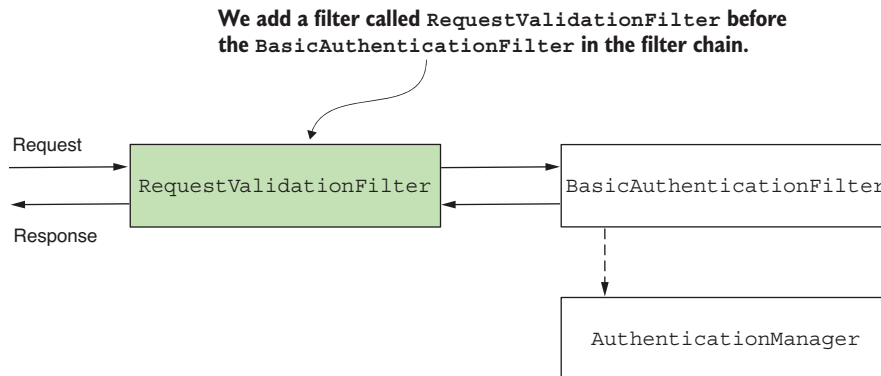 We add a filter called RequestValidationFilter before
the BasicAuthenticationFilter in the filter chain.
Request
RequestValidationFilter
BasicAuthenticationFilter
Response
AuthenticationManager